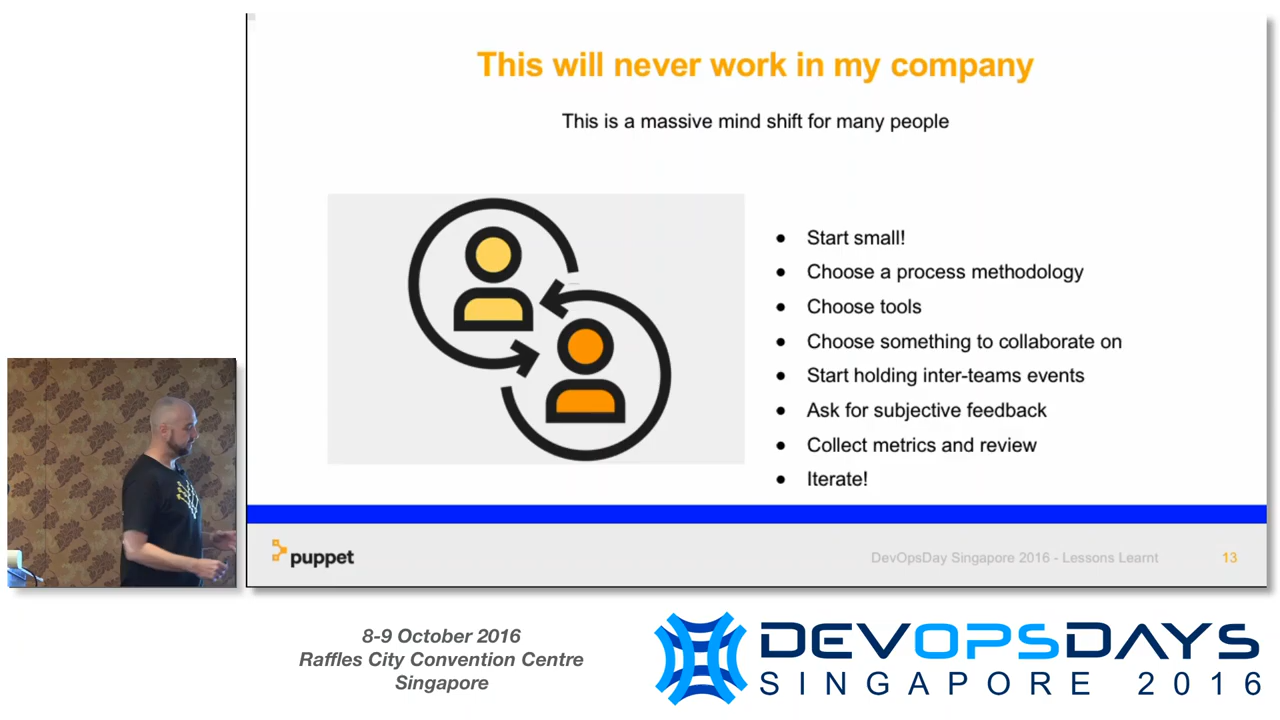 This will never work in my company
This is a massive mind shift for many people
● Start small!
● Choose a process methodology
● Choose tools
● Choose something to collaborate on
● Start holding inter-teams events
● Ask for subjective feedback
● Collect metrics and review
● Iterate!
puppet
DevOpsDay Singapore 2016 - Lessons Learnt
13
8-9 October 2016
Raffles City Convention Centre
Singapore
DEVOPSDAYS
SINGAPORE 2016